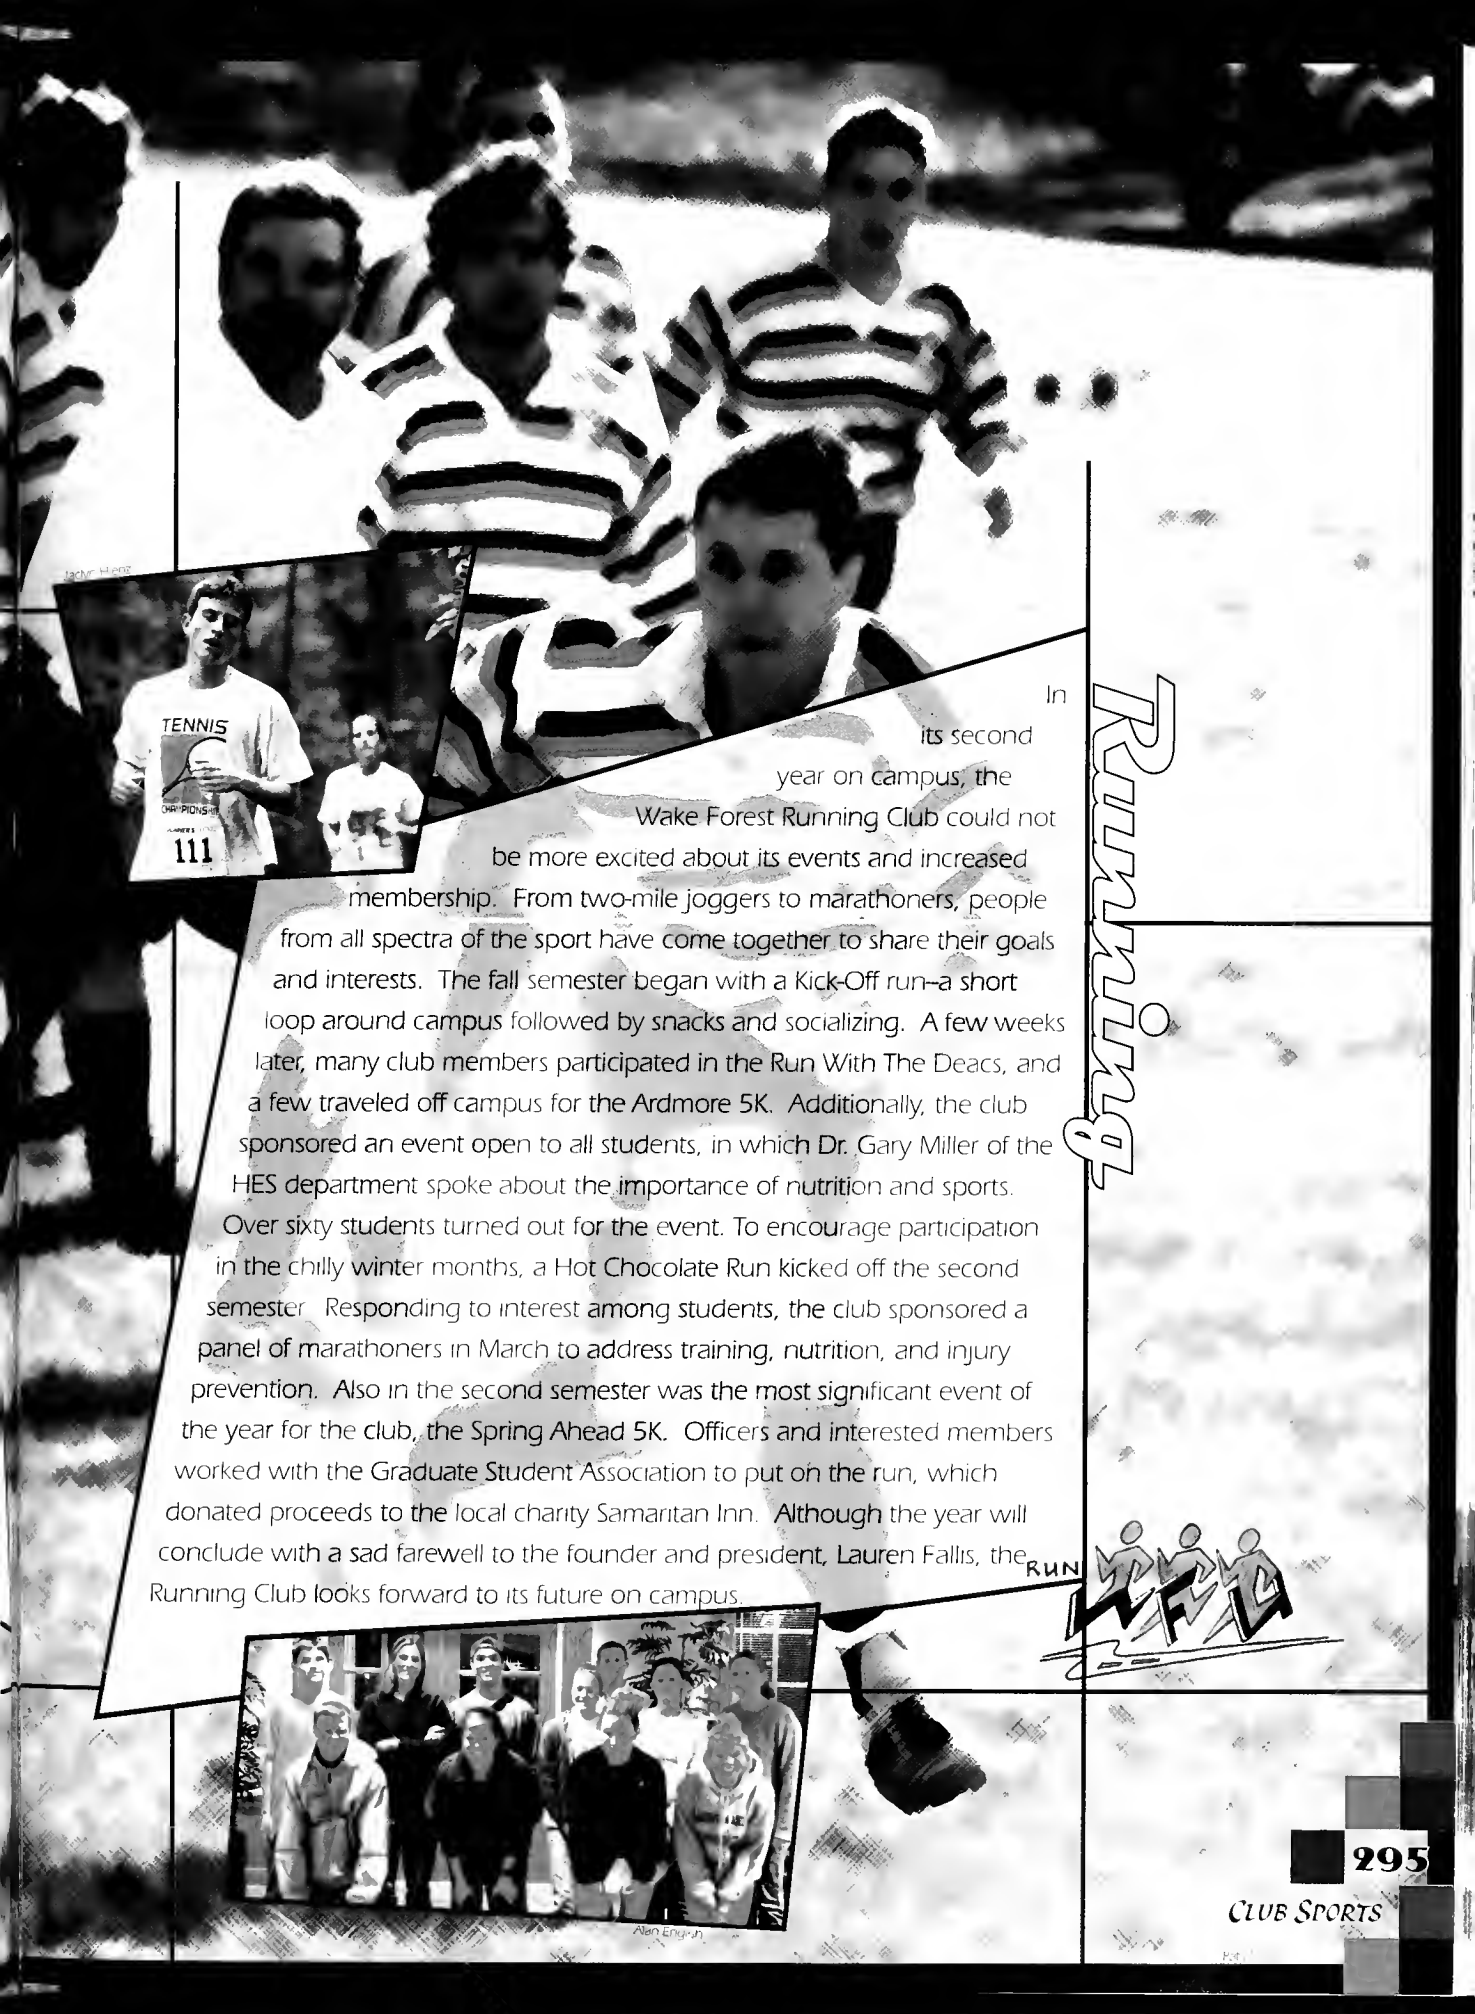 TENNIS
CHAMPIONSHIP
111
In
its second
year on campus, the
Wake Forest Running Club could not
be more excited about its events and increased
membership. From two-mile joggers to marathoners, people
from all spectra of the sport have come together to share their goals
and interests. The fall semester began with a Kick-Off run--a short
loop around campus followed by snacks and socializing. A few weeks
later, many club members participated in the Run With The Deacs, and
a few traveled off campus for the Ardmore 5K. Additionally, the club
sponsored an event open to all students, in which Dr. Gary Miller of the
HES department spoke about the importance of nutrition and sports.
Over sixty students turned out for the event. To encourage participation
in the chilly winter months, a Hot Chocolate Run kicked off the second
semester Responding to interest among students, the club sponsored a
panel of marathoners in March to address training, nutrition, and injury
prevention. Also in the second semester was the most significant event of
the year for the club, the Spring Ahead 5K. Officers and interested members
worked with the Graduate Student Association to put on the run, which
donated proceeds to the local charity Samaritan Inn. Although the year will
conclude with a sad farewell to the founder and president, Lauren Fallis, the
Running Club looks forward to its future on campus.
Running
RUN
WFU
Alan English
295
CLUB SPORTS